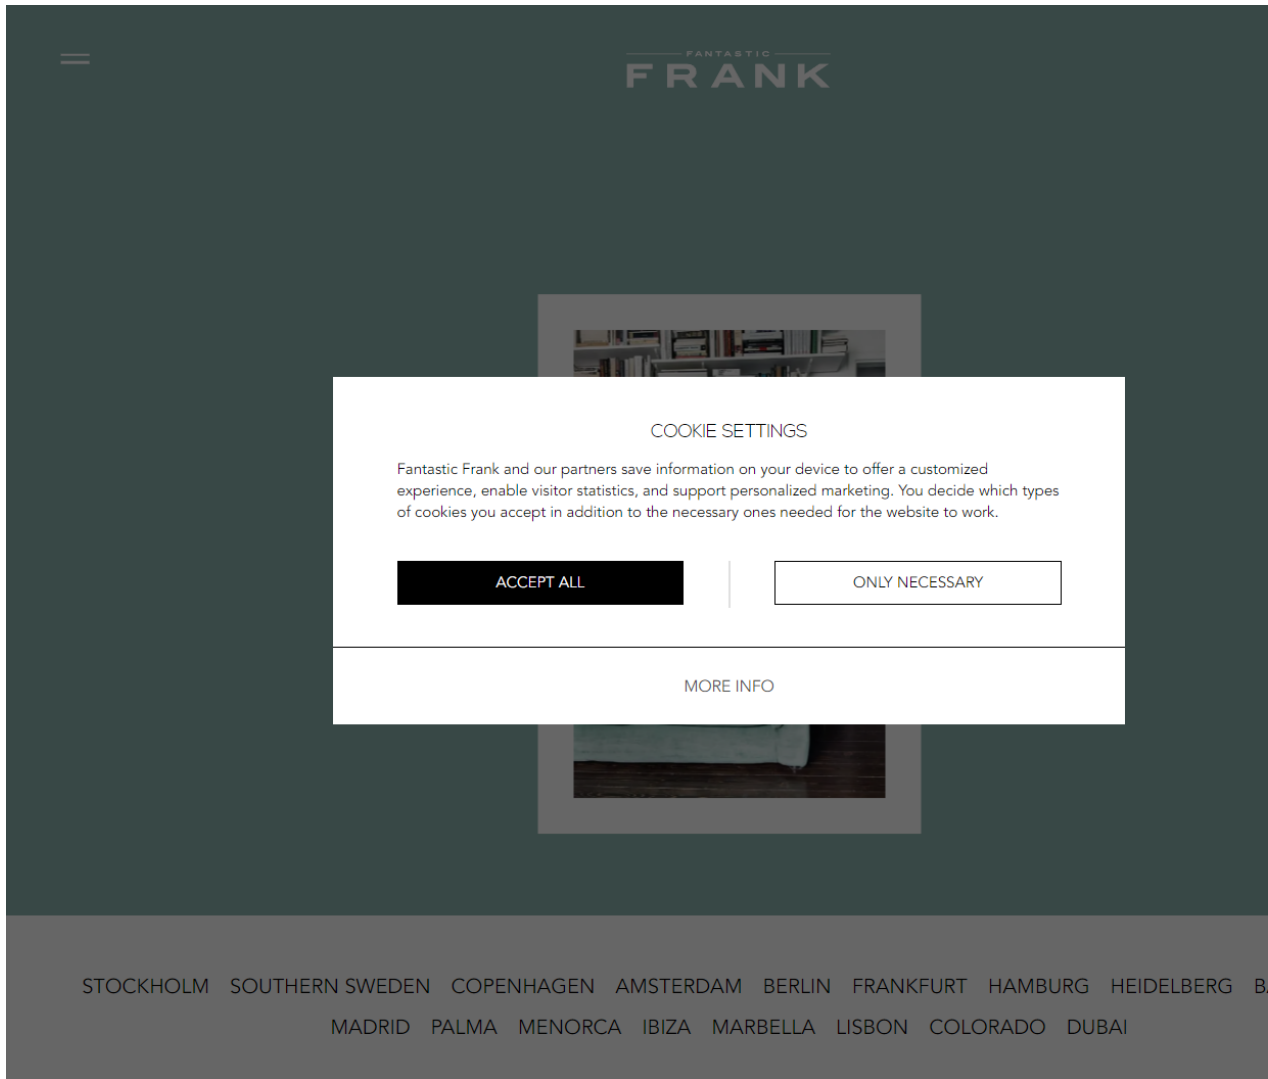 FANTASTIC
FRANK
COOKIE SETTINGS
Fantastic Frank and our partners save information on your device to offer a customized
experience, enable visitor statistics, and support personalized marketing. You decide which types
of cookies you accept in addition to the necessary ones needed for the website to work.
ACCEPT ALL ONLY NECESSARY
MORE INFO
STOCKHOLM SOUTHERN SWEDEN COPENHAGEN AMSTERDAM BERLIN FRANKFURT HAMBURG HEIDELBERG
MADRID PALMA MENORCA IBIZA MARBELLA LISBON COLORADO DUBAI